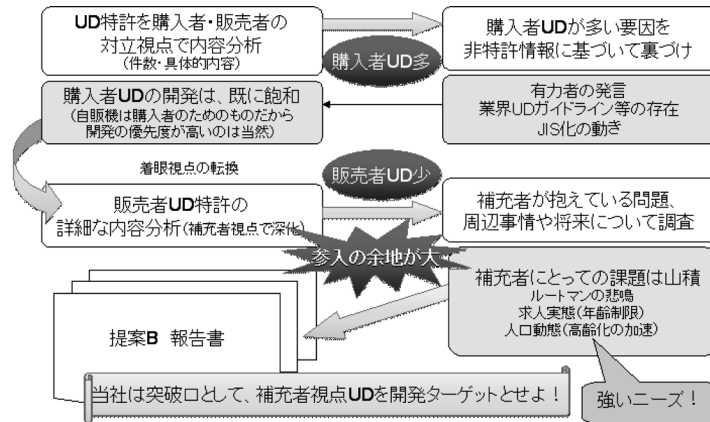 UD特許を購入者・販売者の
対立視点で内容分析
(件数・具体的内容)
購入者UD多
購入者UDが多い要因を
非特許情報に基づいて裏づけ
購入者UDの開発は、既に飽和
(自販機は購入者のためのものだから
開発の優先度が高いのは当然)
有力者の発言
業界UDガイドライン等の存在
JIS化の動き
着眼視点の転換
販売者UD少
販売者UD特許の
詳細な内容分析(補充者視点で深化)
補充者が抱えている問題、
周辺事情や将来について調査
参入の余地が大
補充者にとっての課題は山積
ルートマンの悲鳴
求人実態(年齢制限)
人口動態(高齢化の加速)
提案B 報告書
当社は突破口として、補充者視点UDを開発ターゲットとせよ！
強いニーズ！